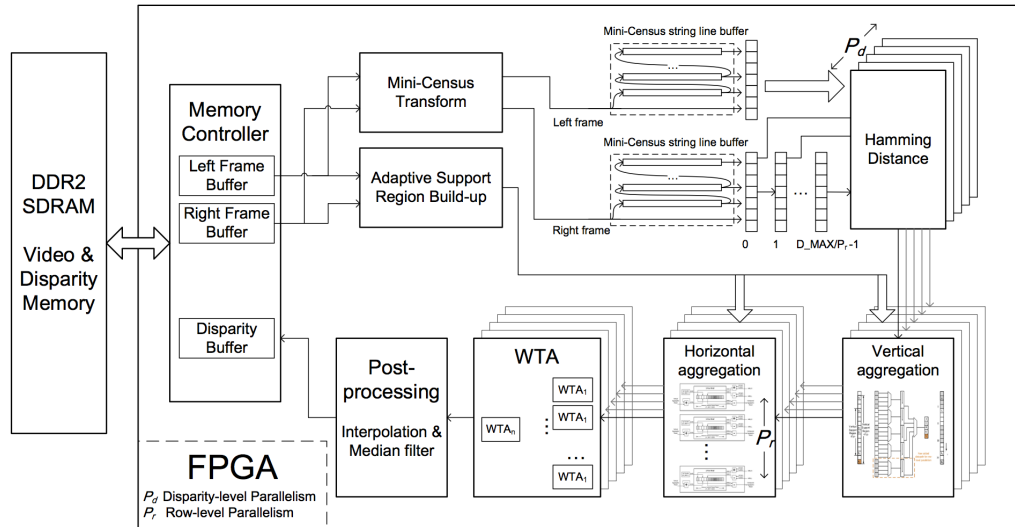 DDR2
SDRAM
Video &
Disparity
Memory
Memory
Controller
Left Frame
Buffer
Right Frame
Buffer
Disparity
Buffer
Mini-Census
Transform
Adaptive Support
Region Build-up
Mini-Census string line buffer
...
Left frame
Mini-Census string line buffer
...
Right frame
0
1
...
D_MAX/Pr-1
Pd
Hamming
Distance
Post-
processing
Interpolation &
Median filter
WTA
WTA1
WTA1
WTAn
...
WTA1
Horizontal
aggregation
Pr
Vertical
aggregation
FPGA
Pd Disparity-level Parallelism
Pr Row-level Parallelism